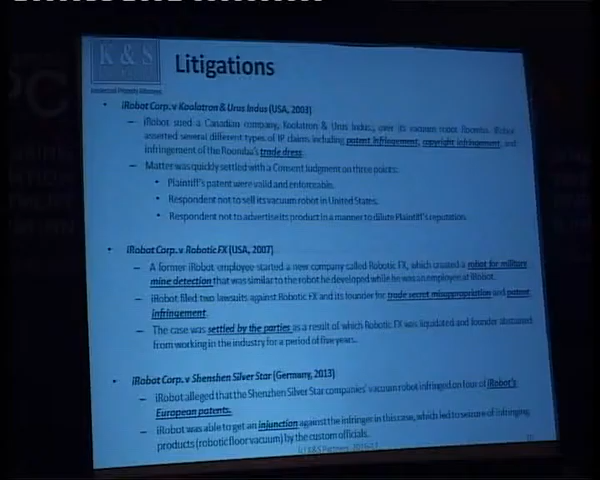 K & S
Intellectual Property Attorneys
Litigations
• iRobot Corp. v Koolatron & Urus Indus (USA, 2003)
– iRobot sued a Canadian company, Koolatron & Urus Indus., over its vacuum robot Roomba. iRobot
asserted several different types of IP claims including patent infringement, copyright infringement, and
infringement of the Roomba's trade dress.
– Matter was quickly settled with a Consent Judgment on three points:
• Plaintiff's patent were valid and enforceable.
• Respondent not to sell its vacuum robot in United States.
• Respondent not to advertise its product in a manner to dilute Plaintiff's reputation.
• iRobot Corp. v Robotic FX (USA, 2007)
– A former iRobot employee started a new company called Robotic FX, which created a robot for military
mine detection that was similar to the robot he developed while he was an employee at iRobot.
– iRobot filed two lawsuits against Robotic FX and its founder for trade secret misappropriation and patent
infringement.
– The case was settled by the parties as a result of which Robotic FX was liquidated and founder abstained
from working in the industry for a period of five years.
• iRobot Corp. v Shenshen Silver Star (Germany, 2013)
– iRobot alleged that the Shenzhen Silver Star companies' vacuum robot infringed on four of iRobot's
European patents.
– iRobot was able to get an injunction against the infringer in this case, which led to seizure of infringing
products (robotic floor vacuum) by the custom officials.
(c) K&S Partners, 2016-17